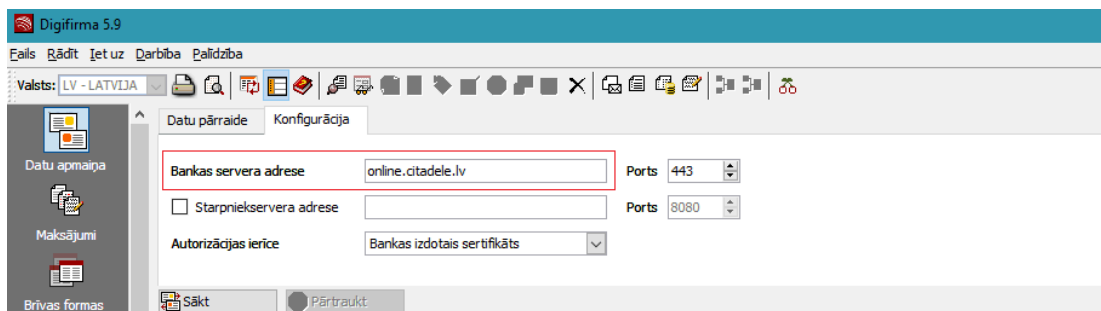 Digifirma 5.9
Fails Rādīt Iet uz Darbība Palīdzība
Valsts: LV - LATVIJA
Datu pārraide Konfigurācija
Datu apmaiņa
Bankas servera adrese online.citadele.lv Ports 443
Starpniekservera adrese Ports 8080
Maksājumi
Autorizācijas ierīce Bankas izdotais sertifikāts
Brīvas formas
Sākt Pārtraukt